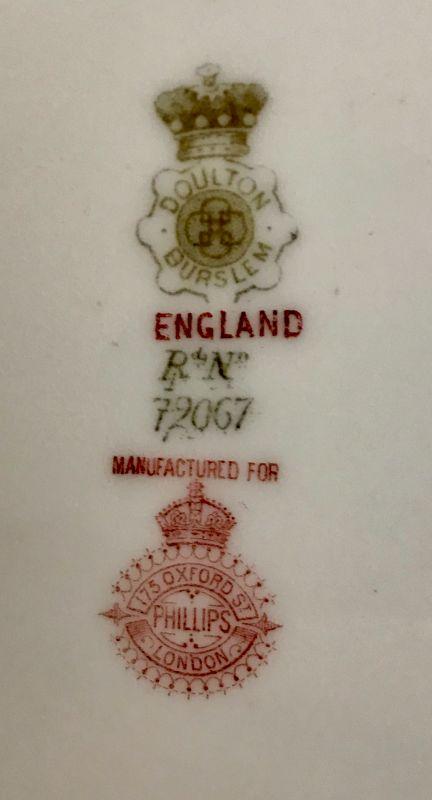 DOULTON
BURSLEM
ENGLAND
Rd No
72067
MANUFACTURED FOR
175 OXFORD ST
PHILLIPS
LONDON